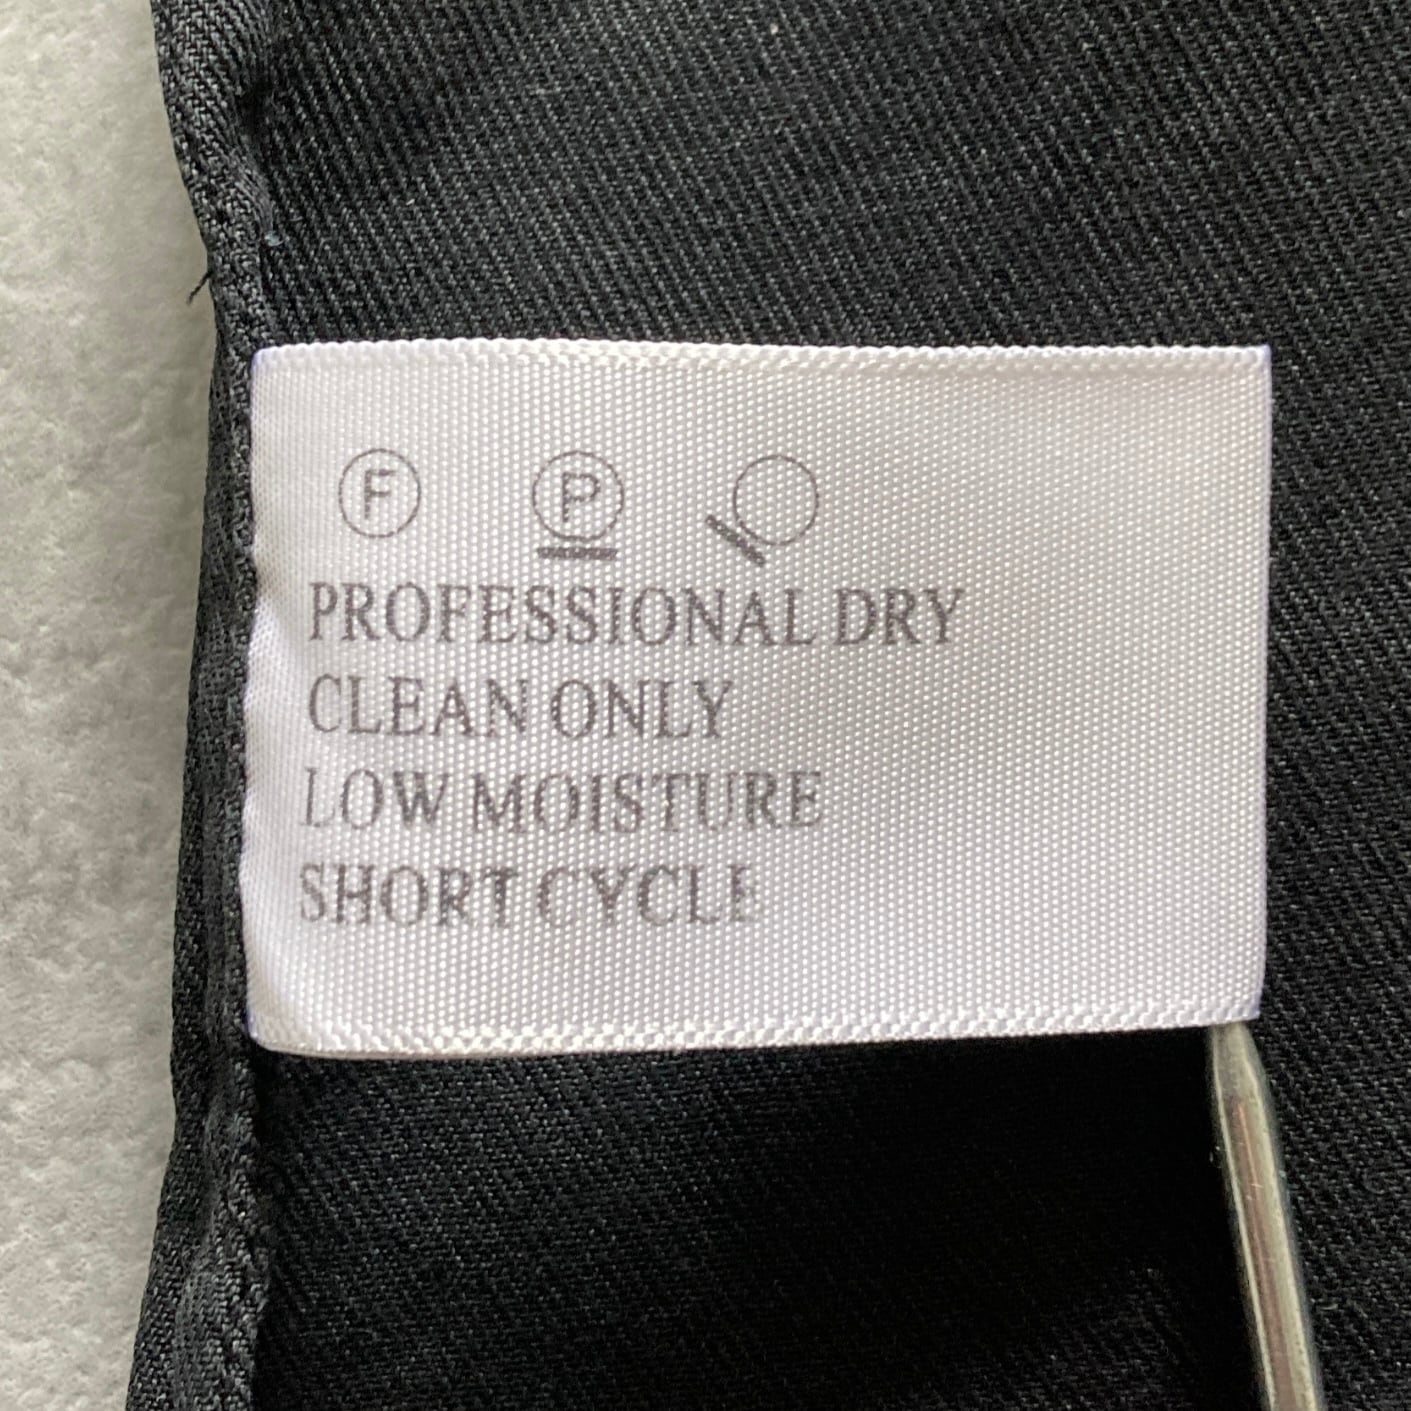 F P
PROFESSIONAL DRY
CLEAN ONLY
LOW MOISTURE
SHORT CYCLE